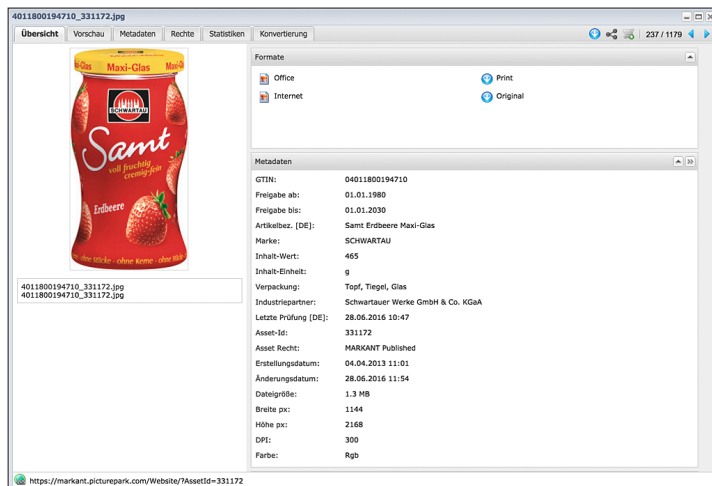 4011800194710_331172.jpg
Übersicht Vorschau Metadaten Rechte Statistiken Konvertierung 237 / 1179
Maxi-Glas Maxi-Glas
SCHWARTAU
Samt
voll fruchtig
cremig-fein
Erdbeere
ohne Stücke - ohne Kerne - ohne
4011800194710_331172.jpg
4011800194710_331172.jpg
Formate
Office Print
Internet Original
Metadaten
GTIN: 04011800194710
Freigabe ab: 01.01.1980
Freigabe bis: 01.01.2030
Artikelbez. [DE]: Samt Erdbeere Maxi-Glas
Marke: SCHWARTAU
Inhalt-Wert: 465
Inhalt-Einheit: g
Verpackung: Topf, Tiegel, Glas
Industriepartner: Schwartauer Werke GmbH & Co. KGaA
Letzte Prüfung [DE]: 28.06.2016 10:47
Asset-Id: 331172
Asset Recht: MARKANT Published
Erstellungsdatum: 04.04.2013 11:01
Änderungsdatum: 28.06.2016 11:54
Dateigröße: 1.3 MB
Breite px: 1144
Höhe px: 2168
DPI: 300
Farbe: Rgb
https://markant.picturepark.com/Website/?AssetId=331172